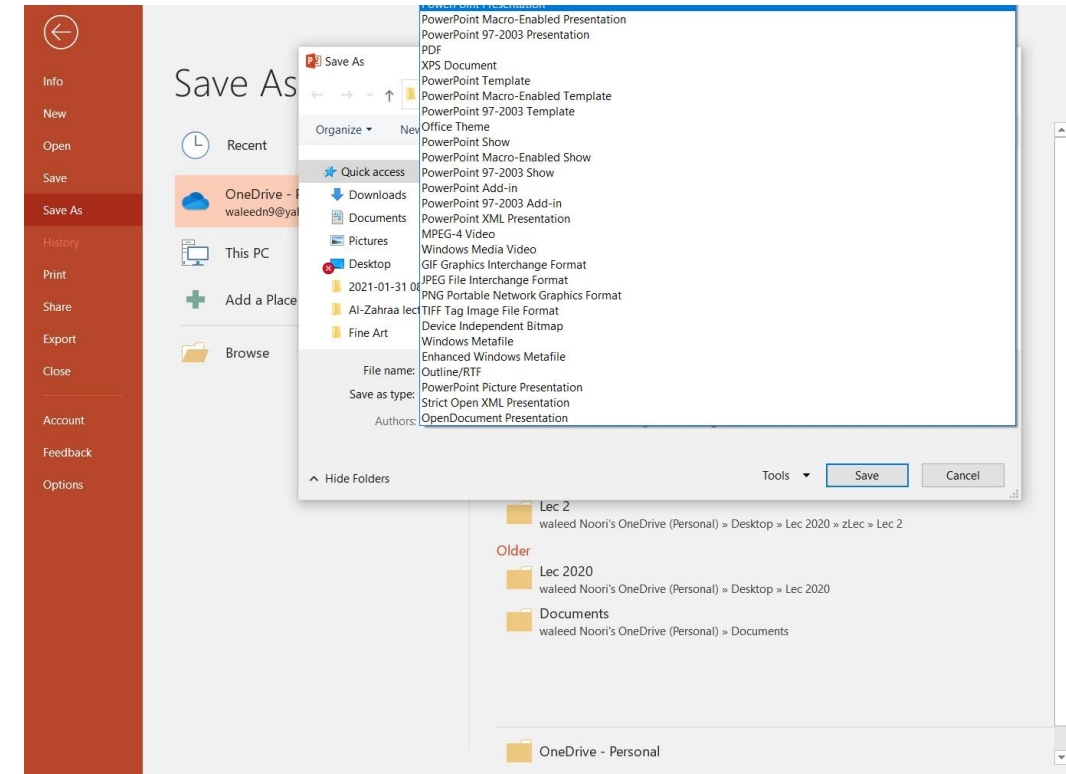 Info
New
Open
Save
Save As
History
Print
Share
Export
Close
Account
Feedback
Options
Save As
Recent
OneDrive -
waleedn9@ya
This PC
Add a Place
Browse
Save As
Organize
Quick access
Downloads
Documents
Pictures
Desktop
2021-01-31
Al-Zahraa
Fine Art
File name:
Save as type:
Authors:
PowerPoint Presentation
PowerPoint Macro-Enabled Presentation
PowerPoint 97-2003 Presentation
PDF
XPS Document
PowerPoint Template
PowerPoint Macro-Enabled Template
PowerPoint 97-2003 Template
Office Theme
PowerPoint Show
PowerPoint Macro-Enabled Show
PowerPoint 97-2003 Show
PowerPoint Add-in
PowerPoint 97-2003 Add-in
PowerPoint XML Presentation
MPEG-4 Video
Windows Media Video
GIF Graphics Interchange Format
JPEG File Interchange Format
PNG Portable Network Graphics Format
TIFF Tag Image File Format
Device Independent Bitmap
Windows Metafile
Enhanced Windows Metafile
Outline/RTF
PowerPoint Picture Presentation
Strict Open XML Presentation
OpenDocument Presentation
Hide Folders
Tools
Save
Cancel
Lec 2
waleed Noori's OneDrive (Personal) » Desktop » Lec 2020 » zLec » Lec 2
Older
Lec 2020
waleed Noori's OneDrive (Personal) » Desktop » Lec 2020
Documents
waleed Noori's OneDrive (Personal) » Documents
OneDrive - Personal